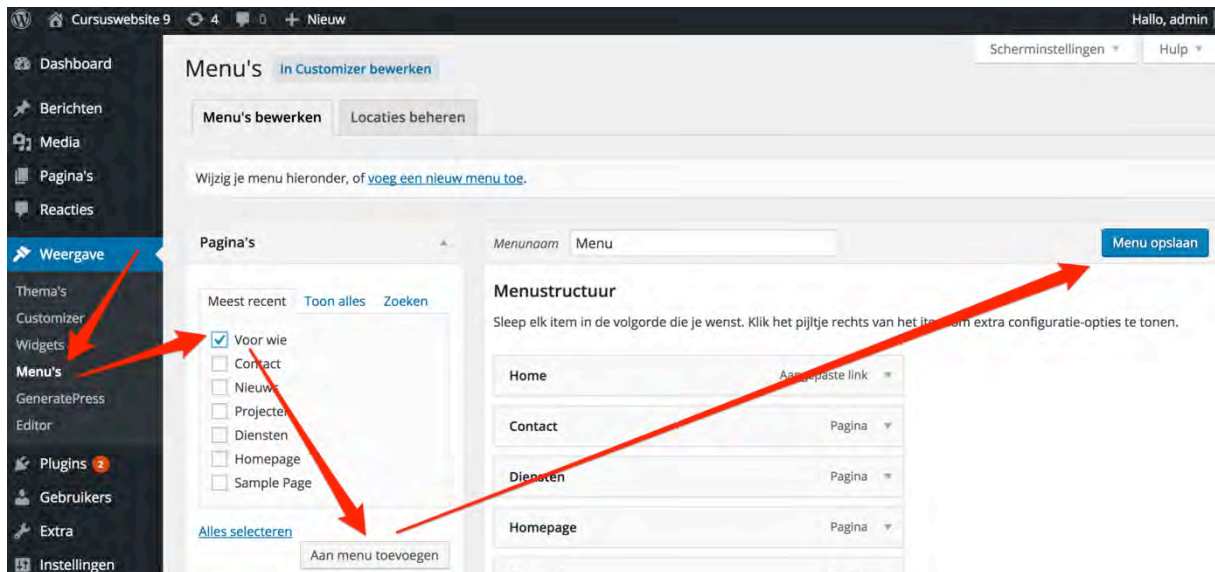 Cursuswebsite 9 4 0 + Nieuw Hallo, admin
Scherminstellingen Hulp
Dashboard
Berichten
Media
Pagina's
Reacties
Weergave
Thema's
Customizer
Widgets
Menu's
GeneratePress
Editor
Plugins 2
Gebruikers
Extra
Instellingen
Menu's In Customizer bewerken
Menu's bewerken Locaties beheren
Wijzig je menu hieronder, of voeg een nieuw menu toe.
Pagina's
Meest recent Toon alles Zoeken
Voor wie
Contact
Nieuws
Projecten
Diensten
Homepage
Sample Page
Alles selecteren
Aan menu toevoegen
Menunaam Menu Menu opslaan
Menustructuur
Sleep elk item in de volgorde die je wenst. Klik het pijltje rechts van het item om extra configuratie-opties te tonen.
Home Aangepaste link
Contact Pagina
Diensten Pagina
Homepage Pagina